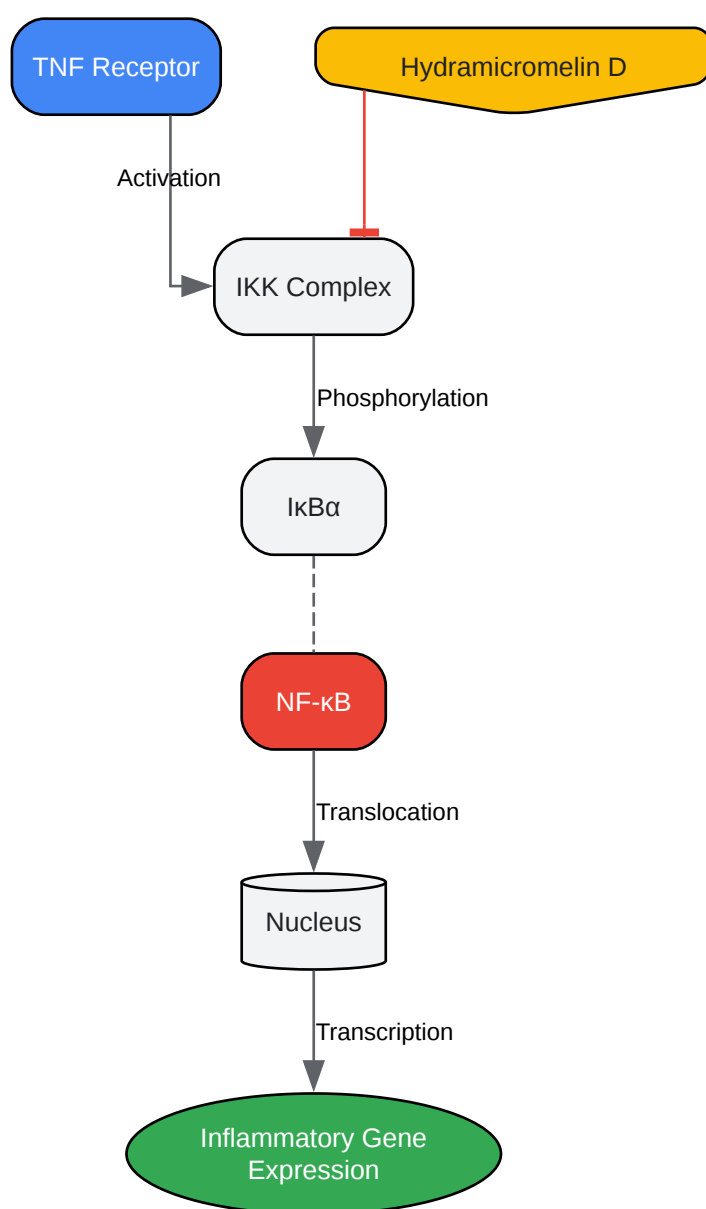 TNF Receptor
Hydramicromelin D
Activation
IKK Complex
Phosphorylation
IκBα
NF-κB
Translocation
Nucleus
Transcription
Inflammatory Gene
Expression